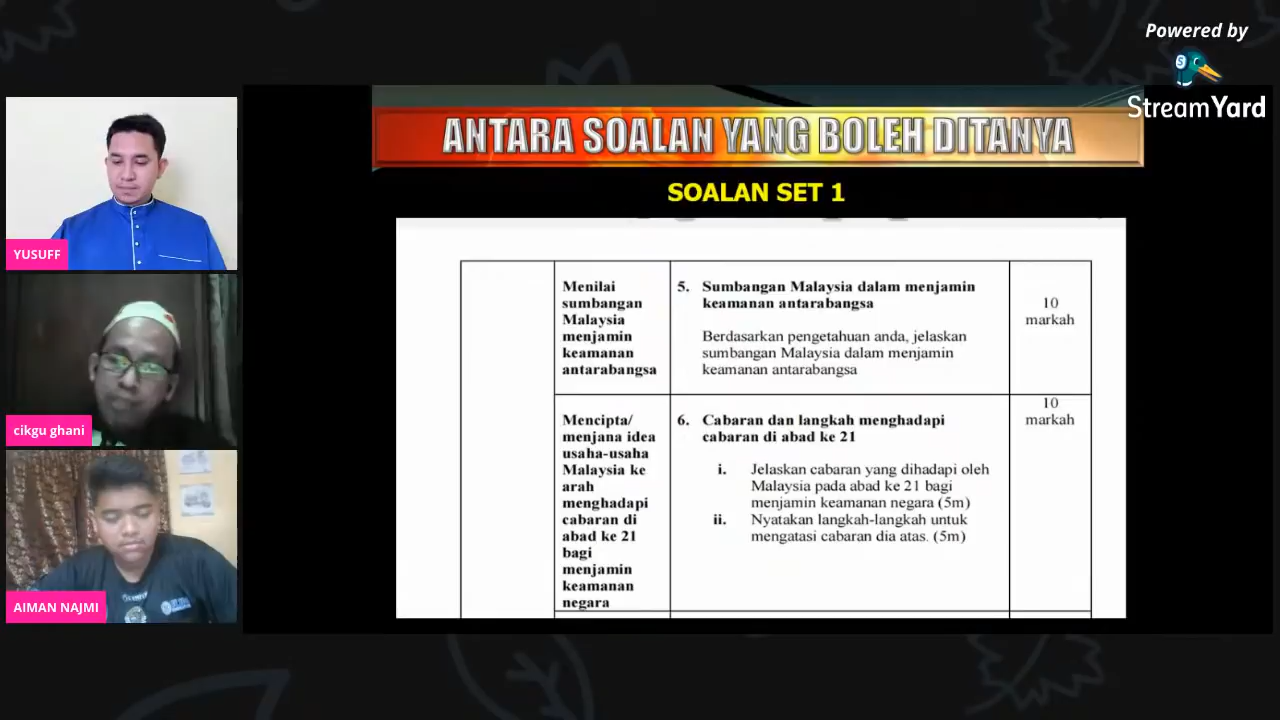 Powered by
StreamYard
ANTARA SOALAN YANG BOLEH DITANYA
SOALAN SET 1
YUSUFF
cikgu ghani
AIMAN NAJMI
Menilai
sumbangan
Malaysia
menjamin
keamanan
antarabangsa
5. Sumbangan Malaysia dalam menjamin
keamanan antarabangsa
Berdasarkan pengetahuan anda, jelaskan
sumbangan Malaysia dalam menjamin
keamanan antarabangsa
10
markah
Mencipta/
menjana idea
usaha-usaha
Malaysia ke
arah
menghadapi
cabaran di
abad ke 21
bagi
menjamin
keamanan
negara
6. Cabaran dan langkah menghadapi
cabaran di abad ke 21
i. Jelaskan cabaran yang dihadapi oleh
Malaysia pada abad ke 21 bagi
menjamin keamanan negara (5m)
ii. Nyatakan langkah-langkah untuk
mengatasi cabaran dia atas. (5m)
10
markah